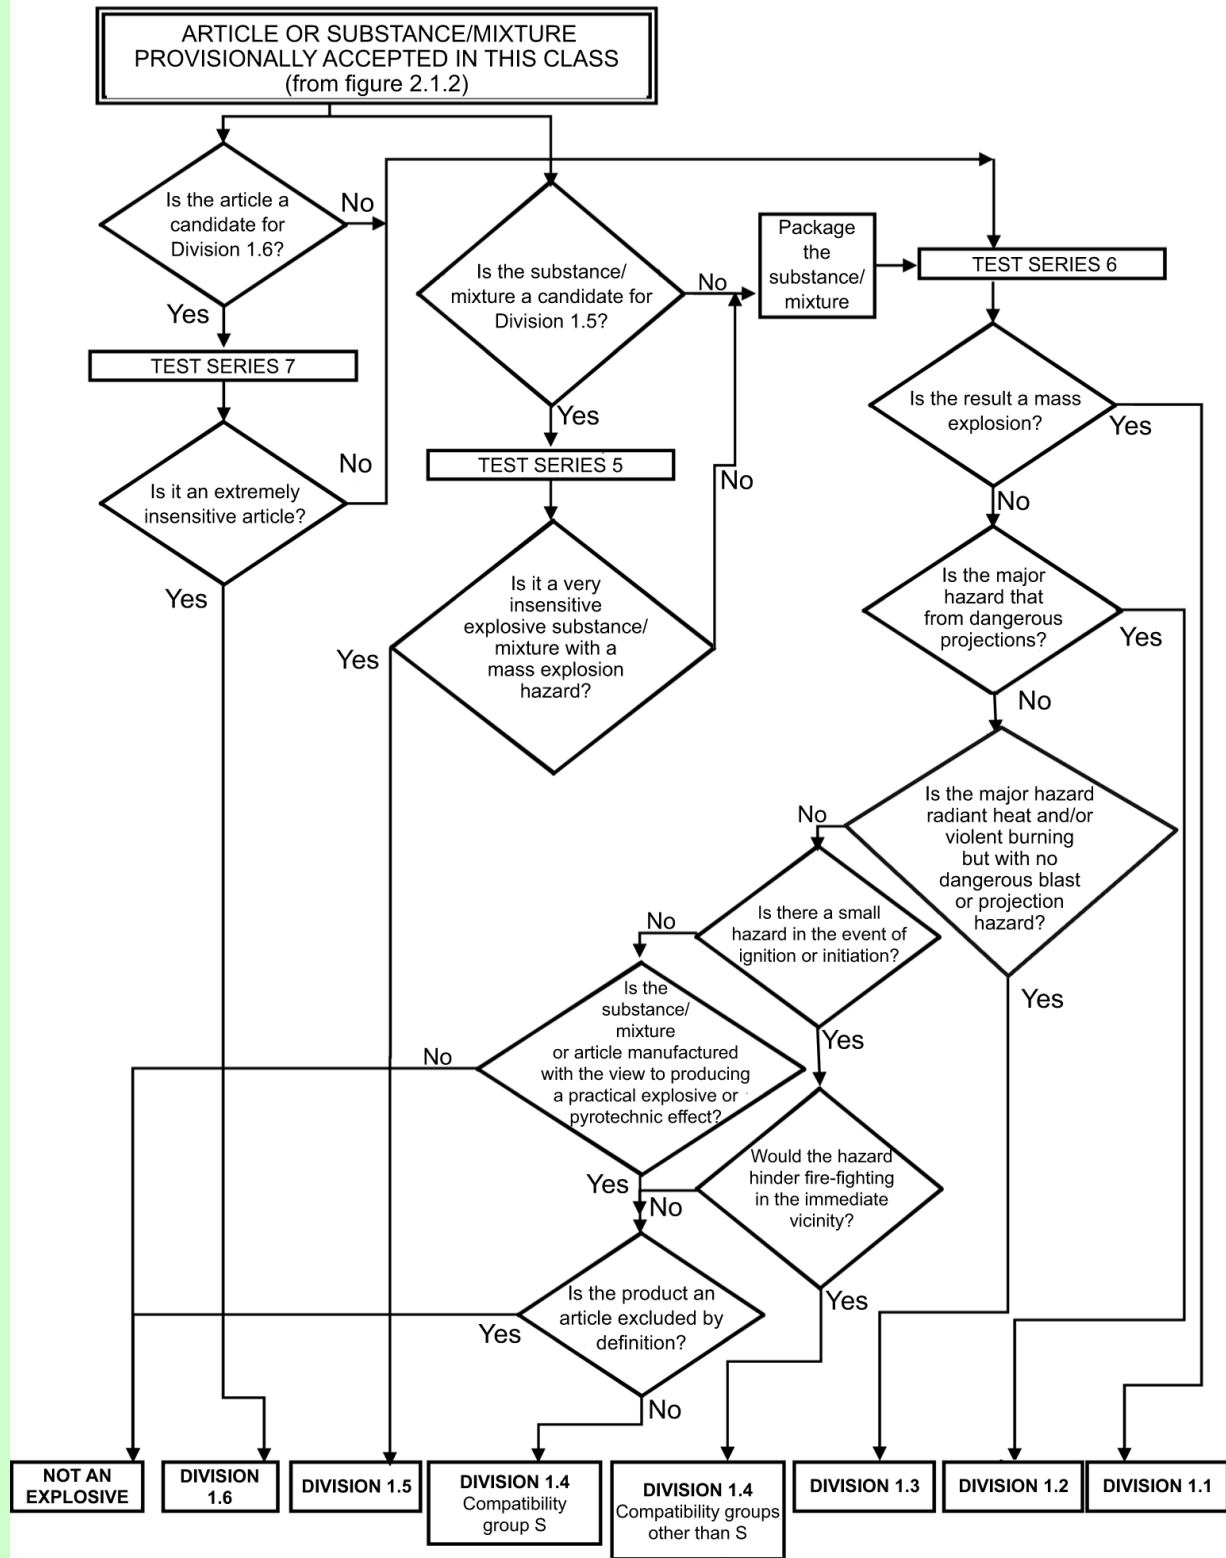 ARTICLE OR SUBSTANCE/MIXTURE
PROVISIONALLY ACCEPTED IN THIS CLASS
(from figure 2.1.2)
Is the article a
candidate for
Division 1.6?
No
Yes
TEST SERIES 7
Is it an extremely
insensitive article?
No
Yes
Is the substance/
mixture a candidate for
Division 1.5?
No
Yes
TEST SERIES 5
Is it a very
insensitive
explosive substance/
mixture with a
mass explosion
hazard?
No
Yes
Package
the
substance/
mixture
TEST SERIES 6
Is the result a mass
explosion?
Yes
No
Is the major
hazard that
from dangerous
projections?
Yes
No
Is the major hazard
radiant heat and/or
violent burning
but with no
dangerous blast
or projection
hazard?
No
Yes
Is there a small
hazard in the event of
ignition or initiation?
No
Yes
Is the
substance/
mixture
or article manufactured
with the view to producing
a practical explosive or
pyrotechnic effect?
No
Yes
Would the hazard
hinder fire-fighting
in the immediate
vicinity?
No
Yes
Is the product an
article excluded by
definition?
Yes
No
NOT AN
EXPLOSIVE
DIVISION
1.6
DIVISION 1.5
DIVISION 1.4
Compatibility
group S
DIVISION 1.4
Compatibility groups
other than S
DIVISION 1.3
DIVISION 1.2
DIVISION 1.1